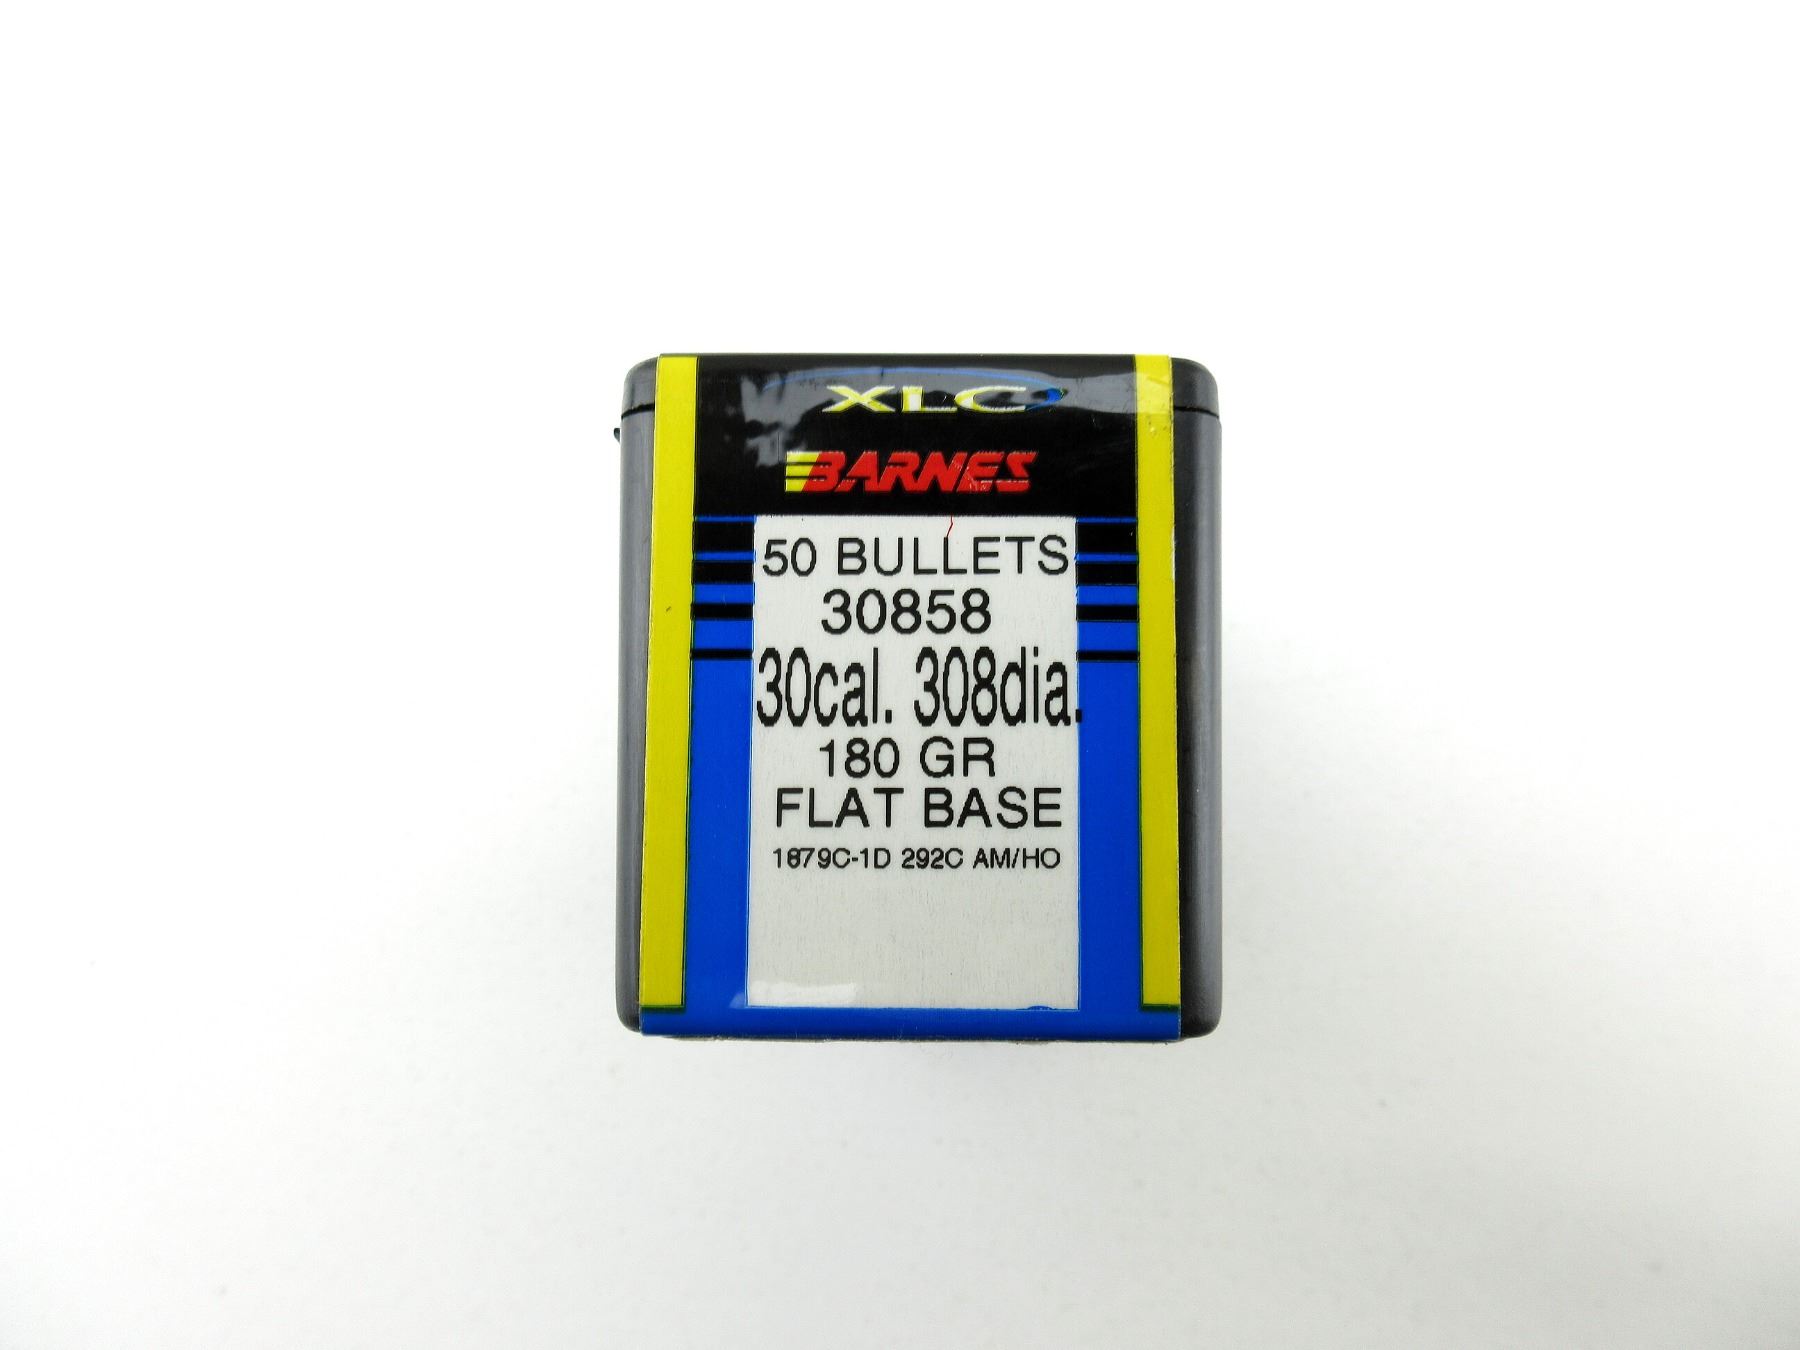 XLC
BARNES
50 BULLETS
30858
30cal. 308dia.
180 GR
FLAT BASE
1879C-1D 292C AM/HO